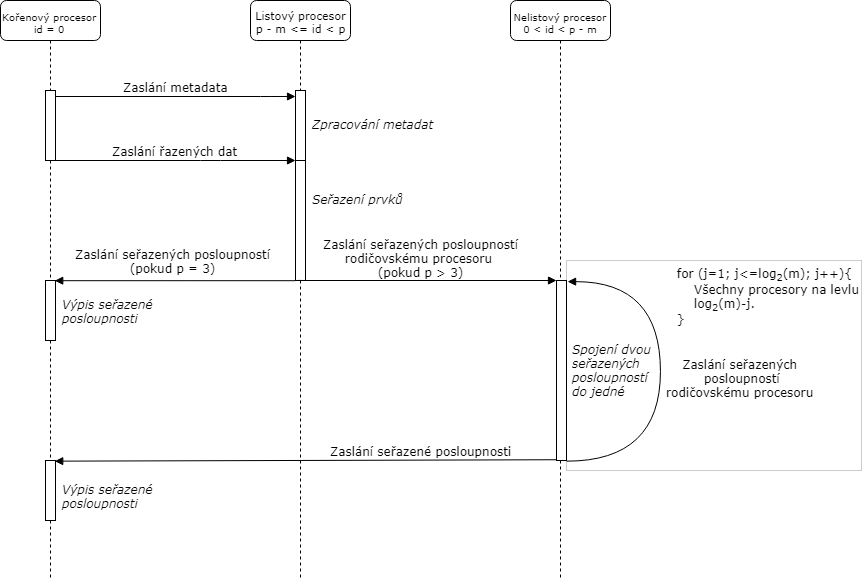 Kořenový procesor
id = 0
Listový procesor
p - m <= id < p
Nelistový procesor
0 < id < p - m
Zaslání metadata
Zpracování metadat
Zaslání řazených dat
Seřazení prvků
Zaslání seřazených posloupností
(pokud p = 3)
Zaslání seřazených posloupností
rodičovskému procesoru
(pokud p > 3)
for (j=1; j<=log2(m); j++){
Všechny procesory na levlu
log2(m)-j.
}
Výpis seřazené
posloupnosti
Spojení dvou
seřazených
posloupností
do jedné
Zaslání seřazených
posloupností
rodičovskému procesoru
Zaslání seřazené posloupnosti
Výpis seřazené
posloupnosti